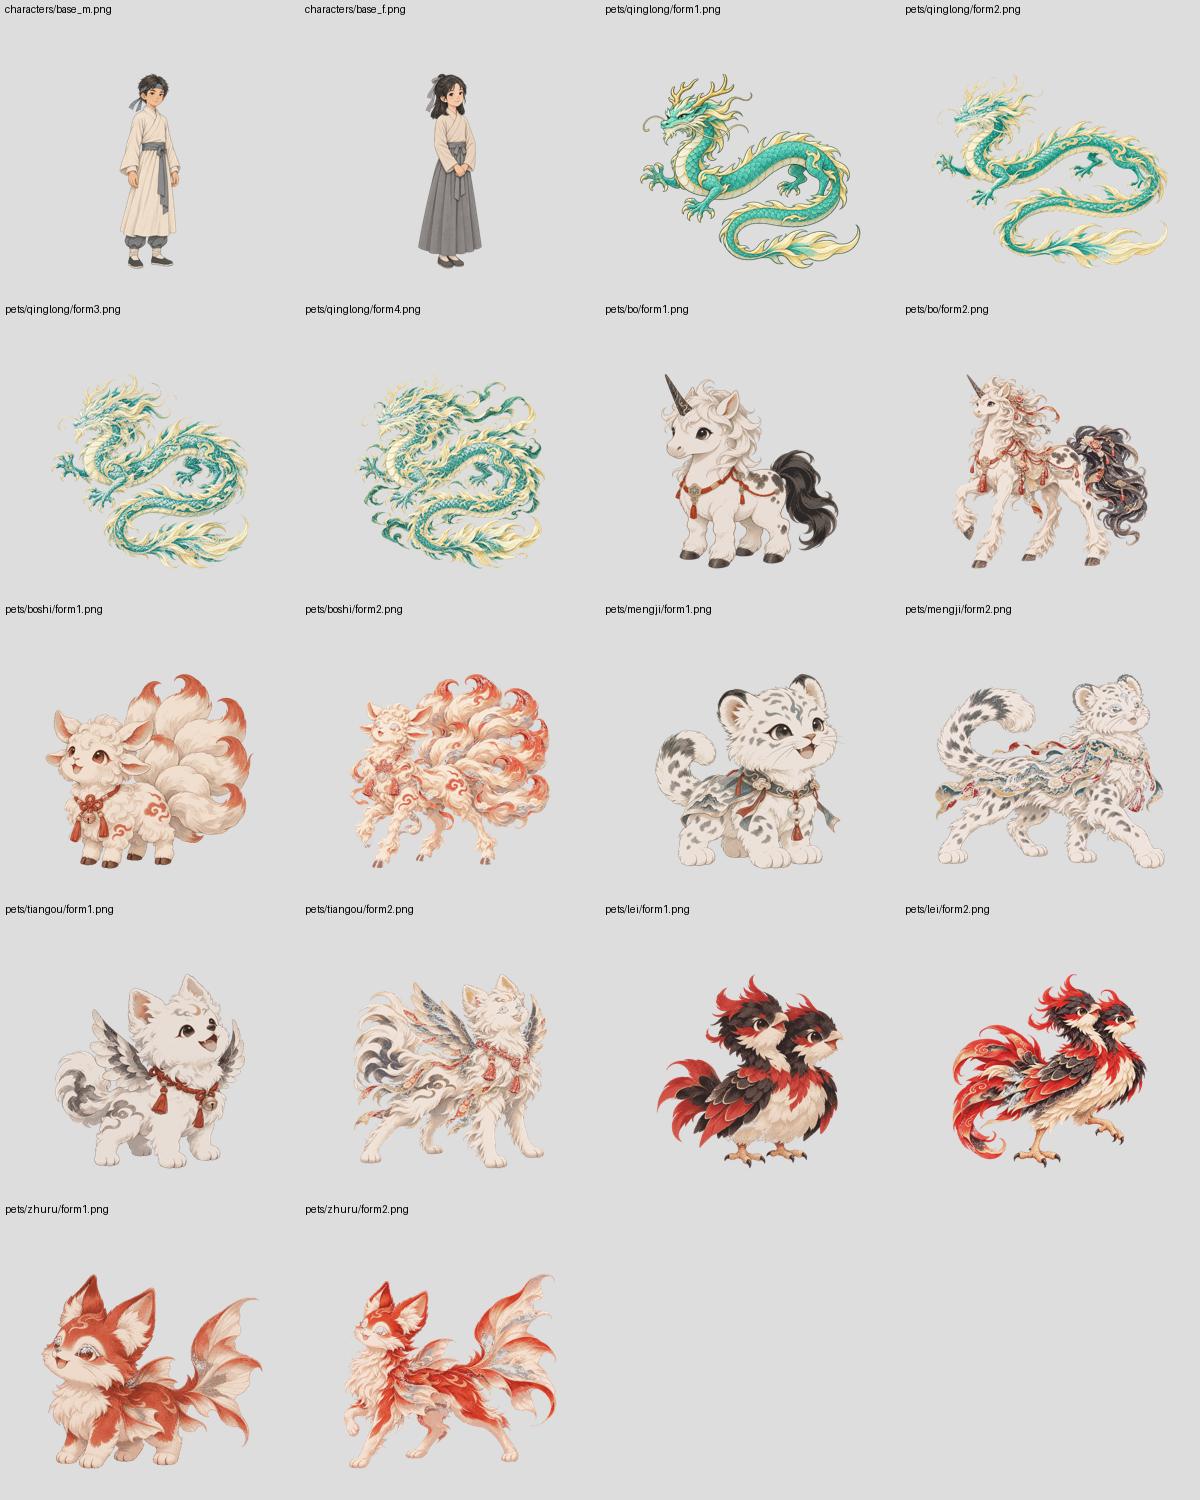 characters/base_m.png
characters/base_f.png
pets/qinglong/form1.png
pets/qinglong/form2.png
pets/qinglong/form3.png
pets/qinglong/form4.png
pets/bo/form1.png
pets/bo/form2.png
pets/boshi/form1.png
pets/boshi/form2.png
pets/mengji/form1.png
pets/mengji/form2.png
pets/tiangou/form1.png
pets/tiangou/form2.png
pets/lei/form1.png
pets/lei/form2.png
pets/zhuru/form1.png
pets/zhuru/form2.png